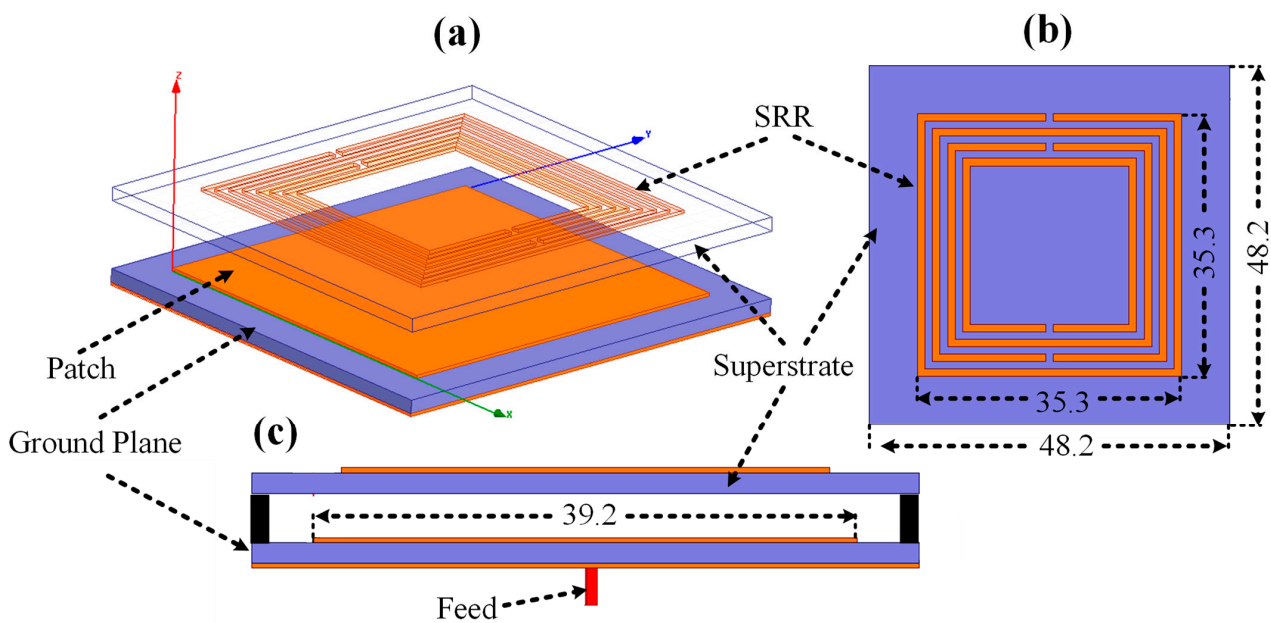 (a)
(b)
Z
Y
SRR
35.3
48.2
Patch
Superstrate
X
35.3
Ground Plane
(c)
48.2
39.2
Feed